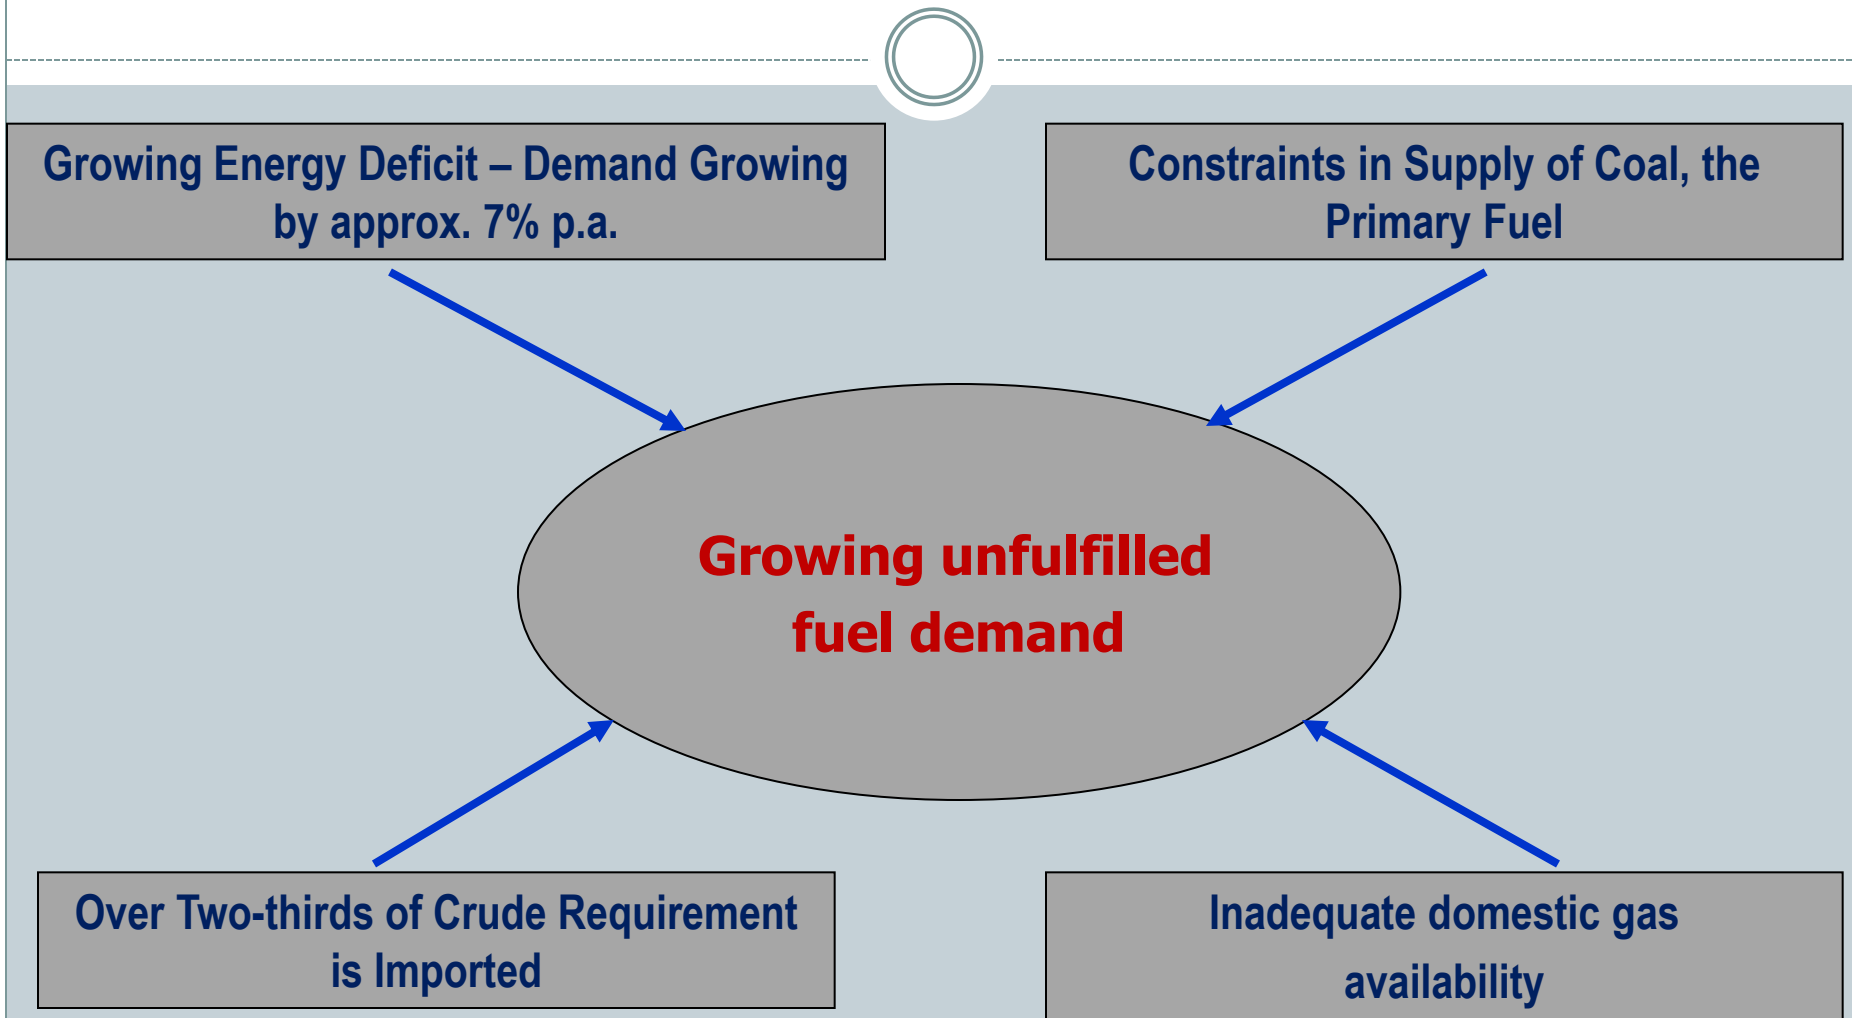 Growing Energy Deficit – Demand Growing
by approx. 7% p.a.
Constraints in Supply of Coal, the
Primary Fuel
Growing unfulfilled
fuel demand
Over Two-thirds of Crude Requirement
is Imported
Inadequate domestic gas
availability